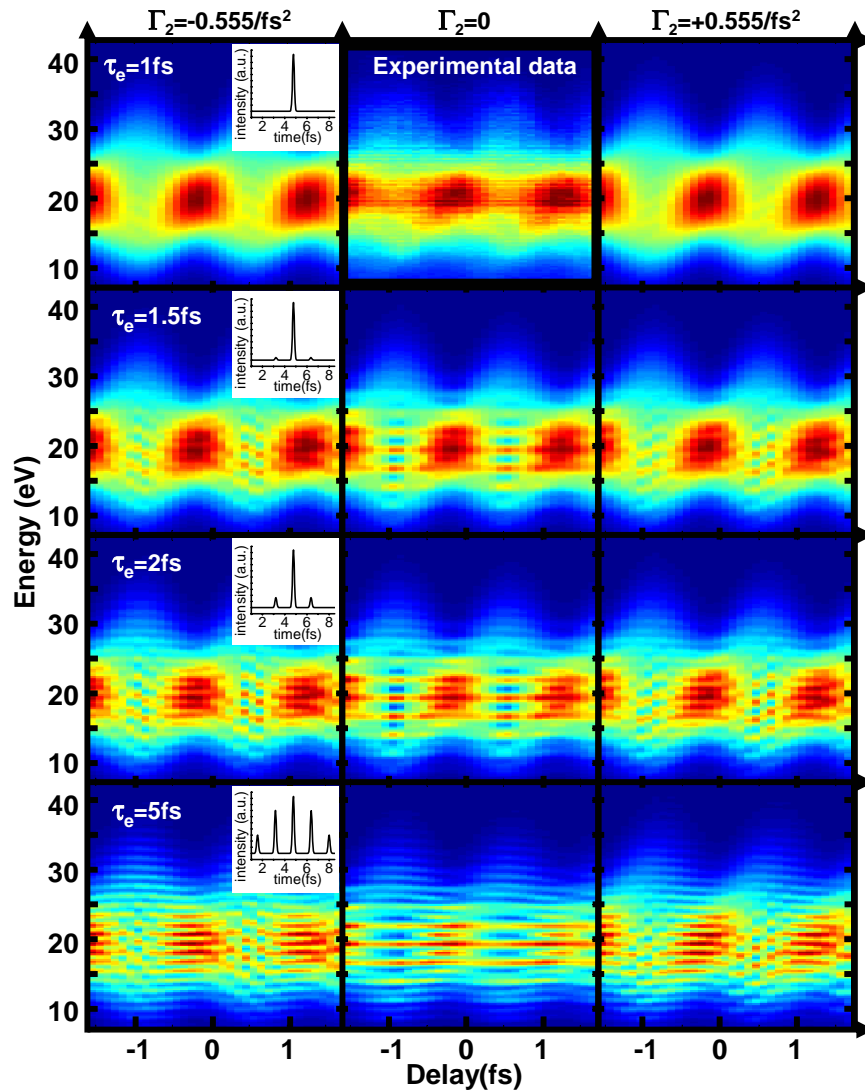 Γ₂=-0.555/fs² Γ₂=0 Γ₂=+0.555/fs²
τₑ=1fs
intensity (a.u.)
2 4 6 8
time(fs)
Experimental data
40
30
20
10
τₑ=1.5fs
intensity (a.u.)
2 4 6 8
time(fs)
40
30
20
10
τₑ=2fs
intensity (a.u.)
2 4 6 8
time(fs)
40
30
20
10
τₑ=5fs
intensity (a.u.)
2 4 6 8
time(fs)
40
30
20
10
Energy (eV)
-1 0 1 -1 0 1 -1 0 1
Delay(fs)